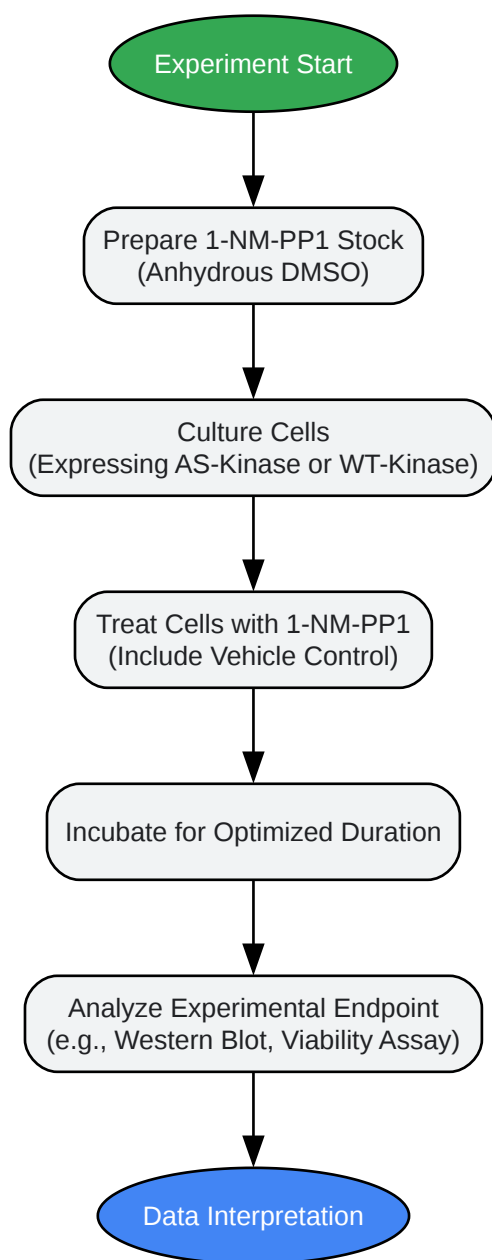 Experiment Start
Prepare 1-NM-PP1 Stock
(Anhydrous DMSO)
Culture Cells
(Expressing AS-Kinase or WT-Kinase)
Treat Cells with 1-NM-PP1
(Include Vehicle Control)
Incubate for Optimized Duration
Analyze Experimental Endpoint
(e.g., Western Blot, Viability Assay)
Data Interpretation